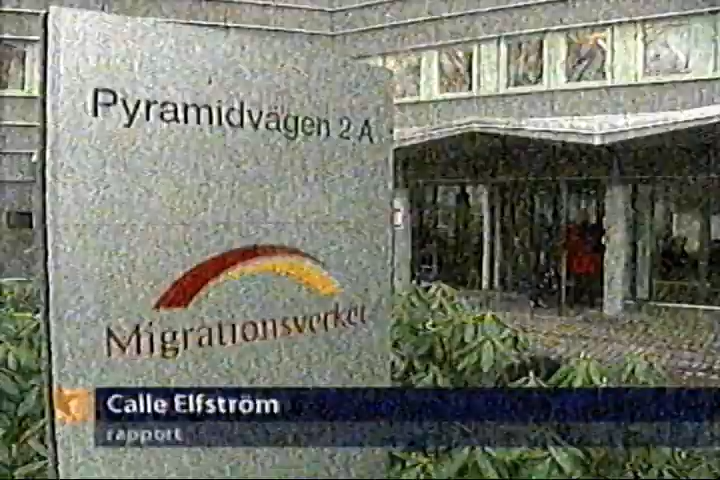 Pyramidvägen 2 A
Migrationsverket
Calle Elfström
rapport